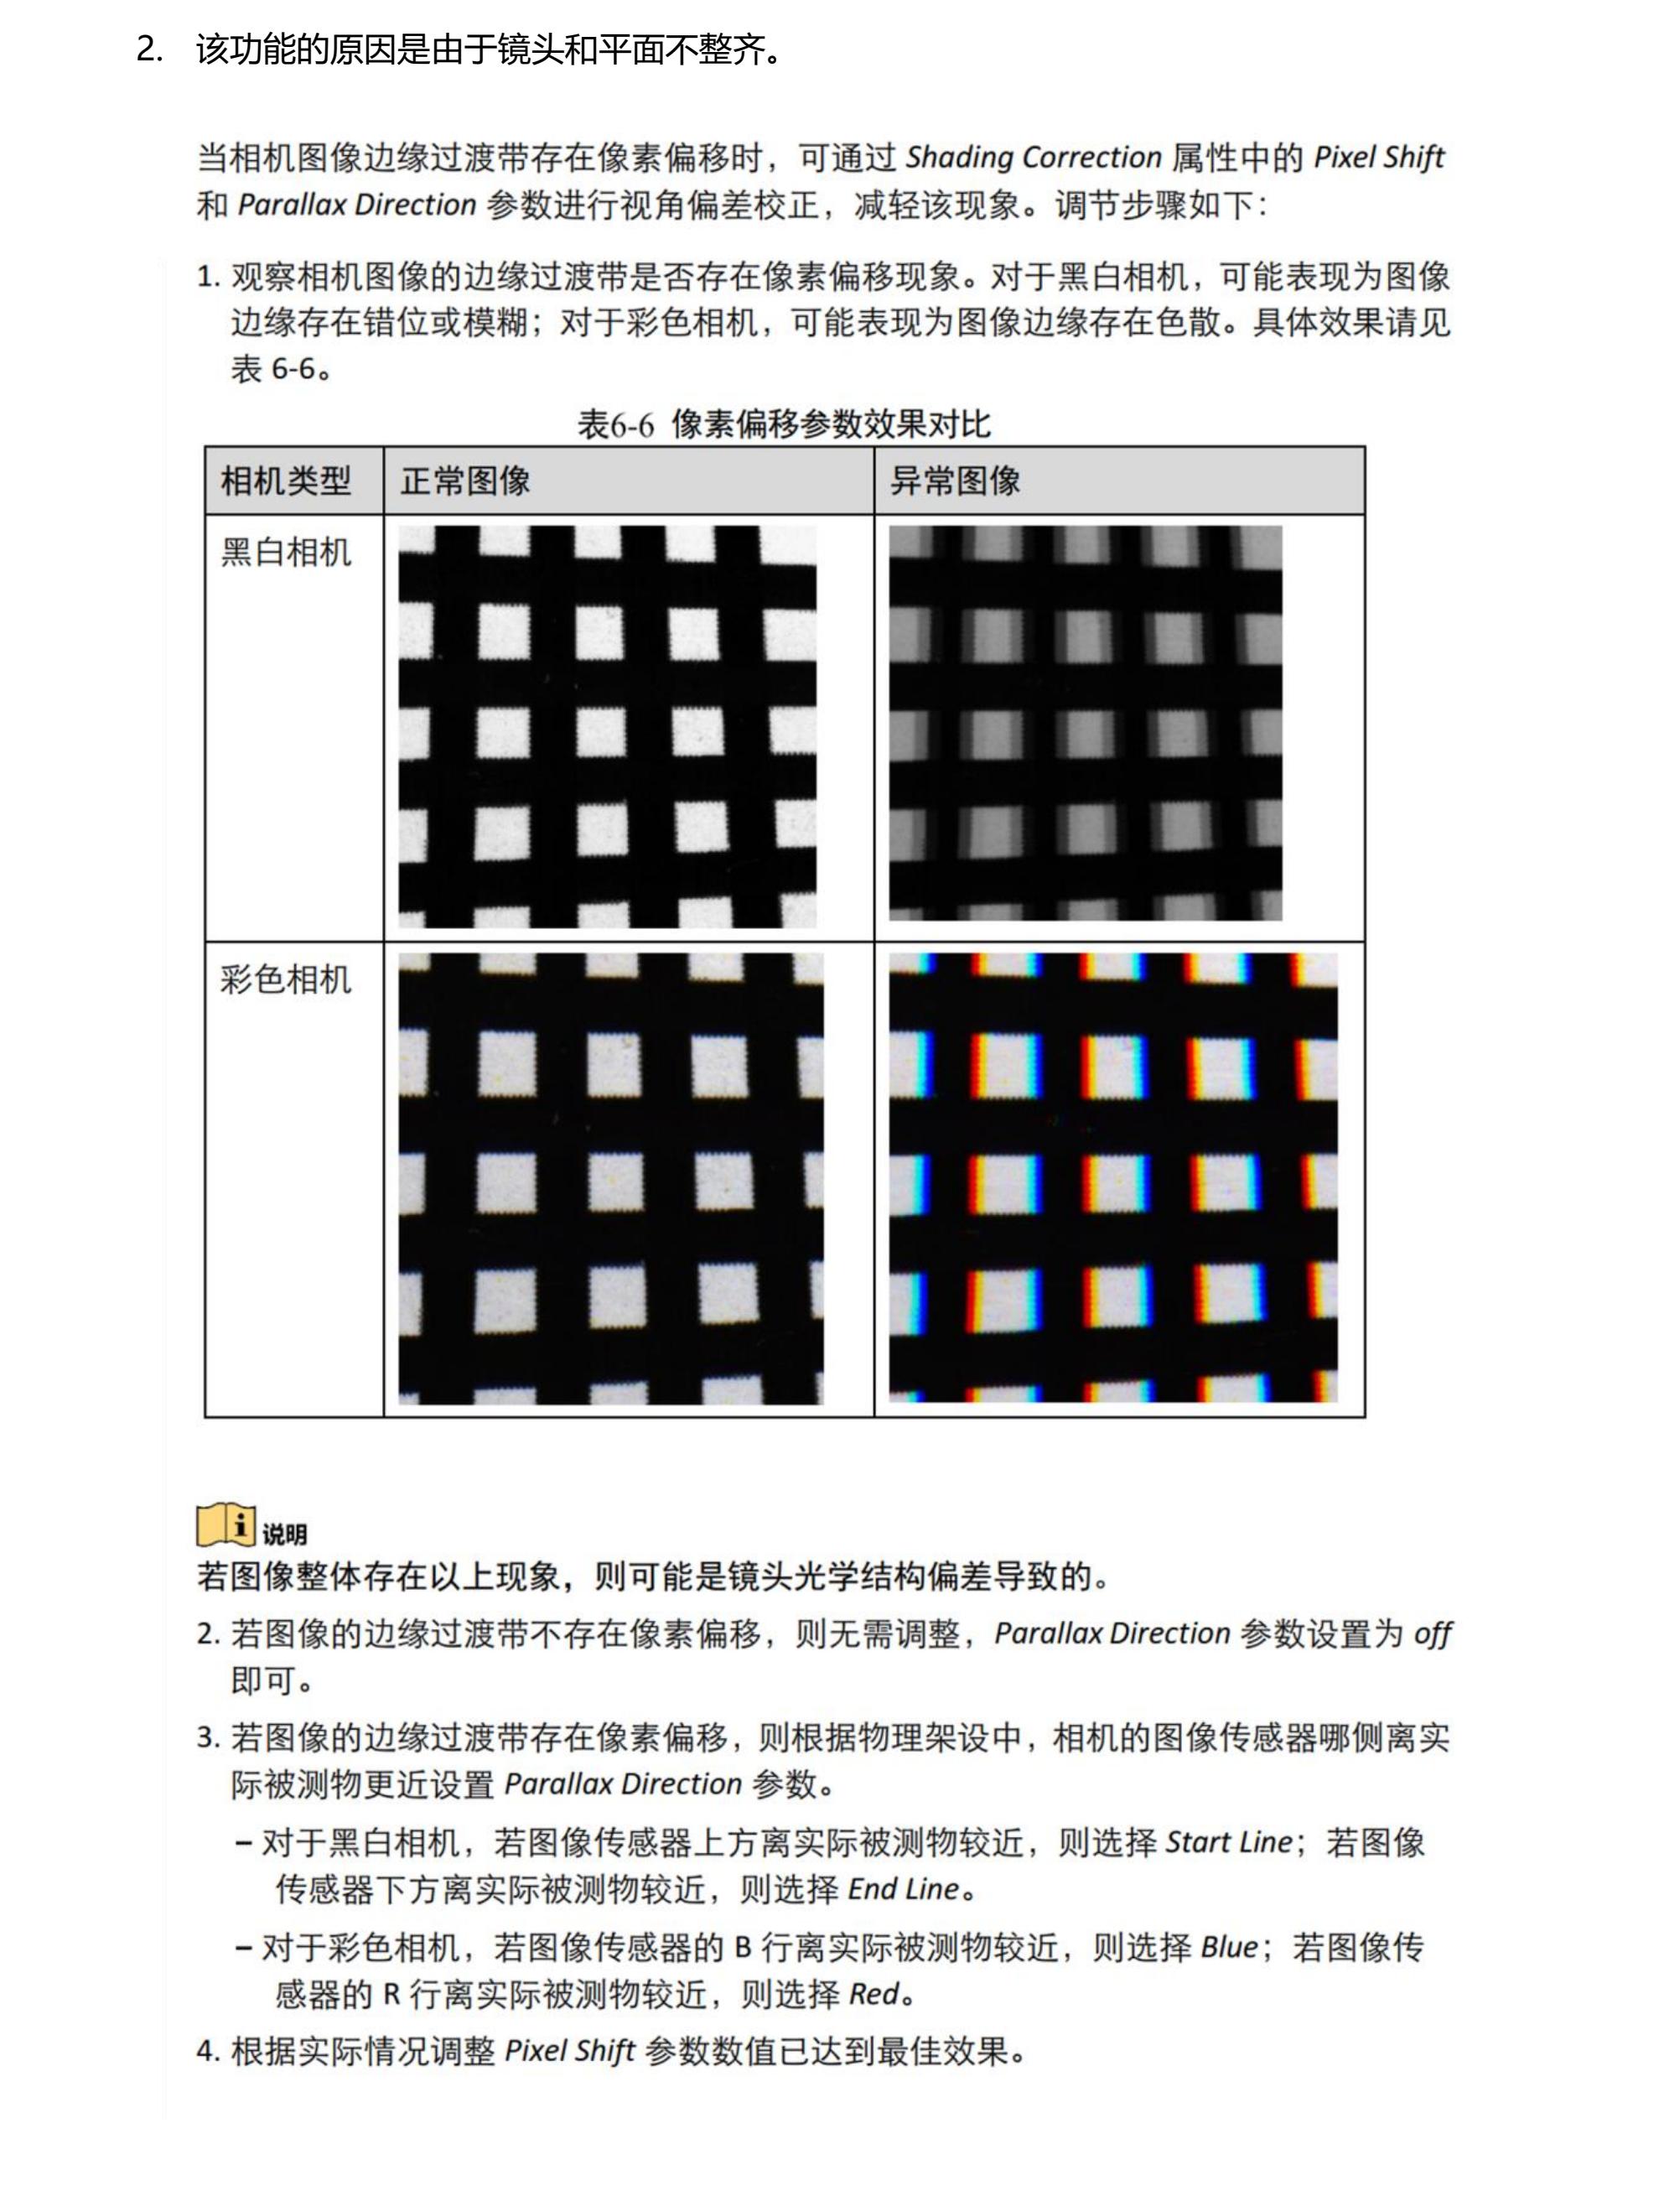 2. 该功能的原因是由于镜头和平面不整齐。
当相机图像边缘过渡带存在像素偏移时，可通过 Shading Correction 属性中的 Pixel Shift
和 Parallax Direction 参数进行视角偏差校正，减轻该现象。调节步骤如下：
1. 观察相机图像的边缘过渡带是否存在像素偏移现象。对于黑白相机，可能表现为图像
边缘存在错位或模糊；对于彩色相机，可能表现为图像边缘存在色散。具体效果请见
表 6-6。
表6-6 像素偏移参数效果对比
相机类型 正常图像 异常图像
黑白相机
彩色相机
i 说明
若图像整体存在以上现象，则可能是镜头光学结构偏差导致的。
2. 若图像的边缘过渡带不存在像素偏移，则无需调整，Parallax Direction 参数设置为 off
即可。
3. 若图像的边缘过渡带存在像素偏移，则根据物理架设中，相机的图像传感器哪侧离实
际被测物更近设置 Parallax Direction 参数。
– 对于黑白相机，若图像传感器上方离实际被测物较近，则选择 Start Line；若图像
传感器下方离实际被测物较近，则选择 End Line。
– 对于彩色相机，若图像传感器的 B 行离实际被测物较近，则选择 Blue；若图像传
感器的 R 行离实际被测物较近，则选择 Red。
4. 根据实际情况调整 Pixel Shift 参数数值已达到最佳效果。